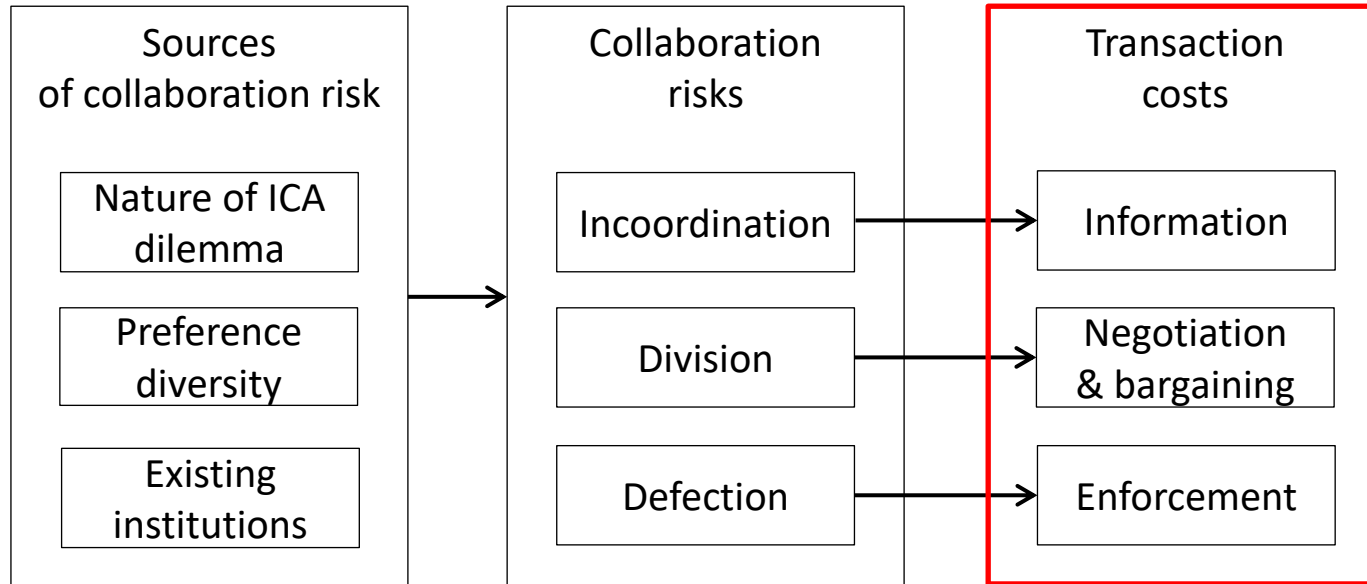 Sources
of collaboration risk
Nature of ICA
dilemma
Preference
diversity
Existing
institutions
Collaboration
risks
Incoordination
Division
Defection
Transaction
costs
Information
Negotiation
& bargaining
Enforcement